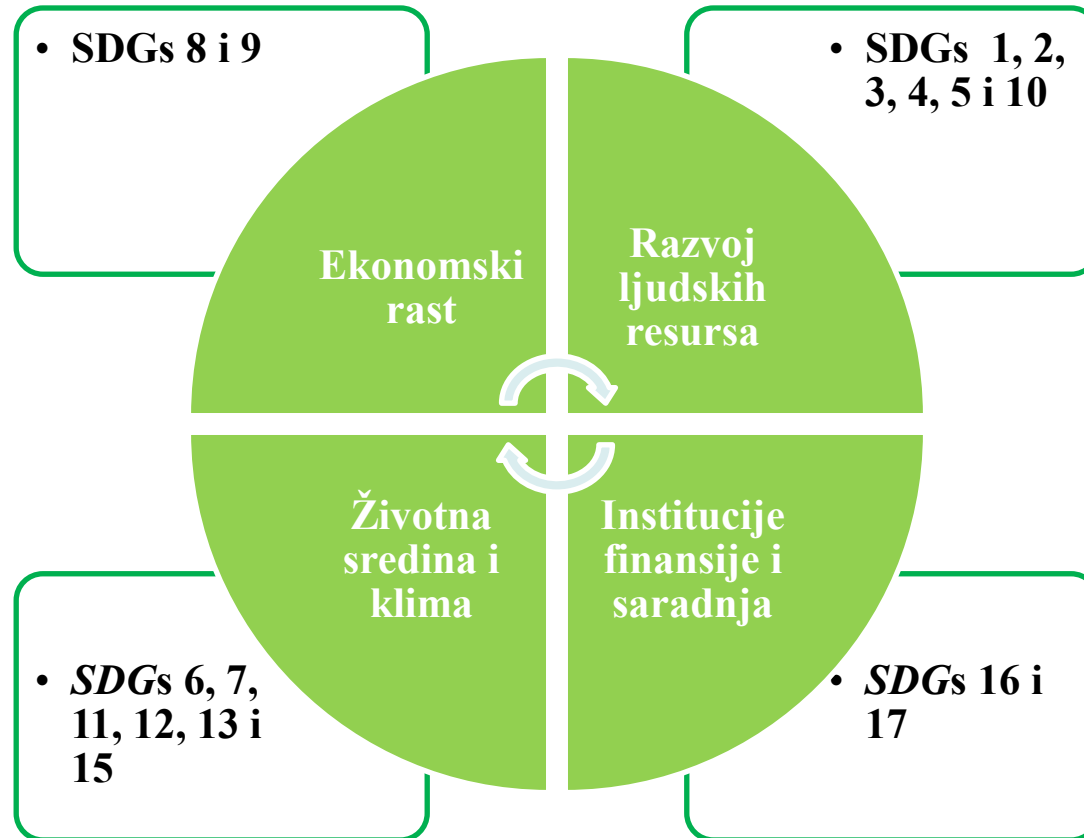 • SDGs 8 i 9
• SDGs 1, 2,
3, 4, 5 i 10
Ekonomski
rast
Razvoj
ljudskih
resursa
Životna
sredina i
klima
Institucije
finansije i
saradnja
• SDGs 6, 7,
11, 12, 13 i
15
• SDGs 16 i
17